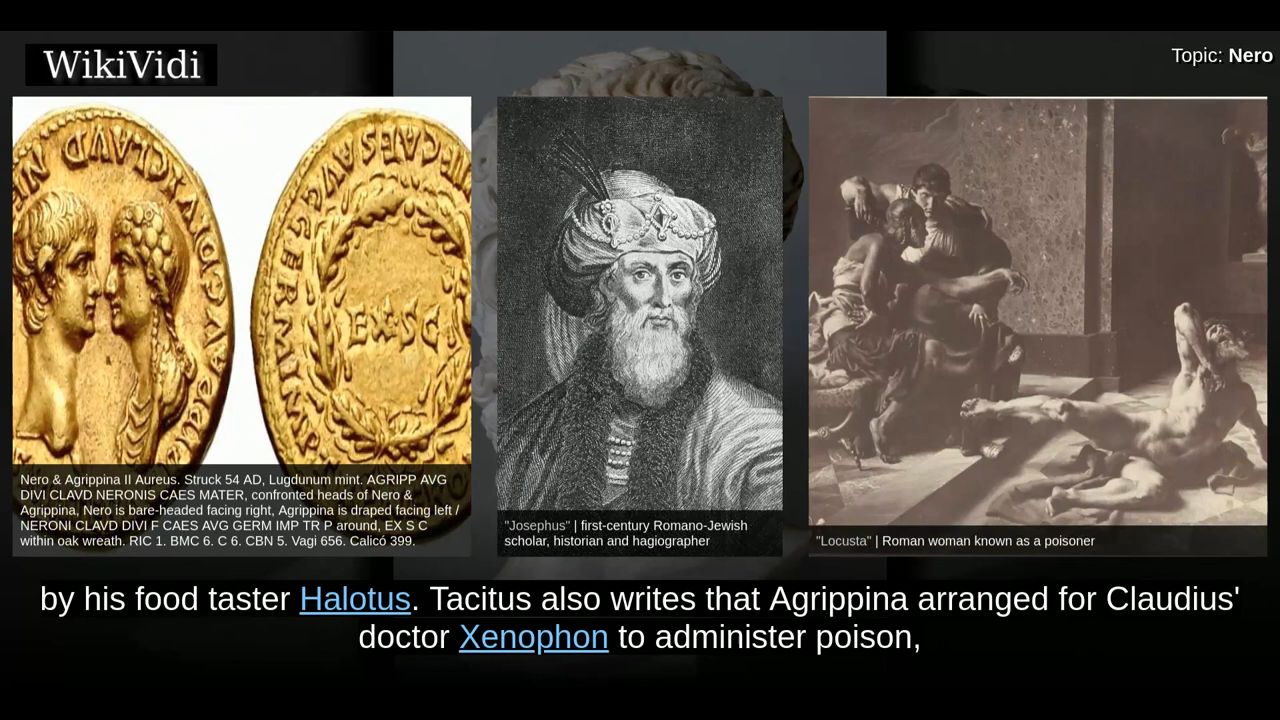 WikiVidi
Topic: Nero
EX SC
Nero & Agrippina II Aureus. Struck 54 AD, Lugdunum mint. AGRIPP AVG
DIVI CLAVD NERONIS CAES MATER, confronted heads of Nero &
Agrippina, Nero is bare-headed facing right, Agrippina is draped facing left /
NERONI CLAVD DIVI F CAES AVG GERM IMP TR P around, EX S C
within oak wreath. RIC 1. BMC 6. C 6. CBN 5. Vagi 656. Calicó 399.
"Josephus" | first-century Romano-Jewish
scholar, historian and hagiographer
"Locusta" | Roman woman known as a poisoner
by his food taster Halotus. Tacitus also writes that Agrippina arranged for Claudius'
doctor Xenophon to administer poison,